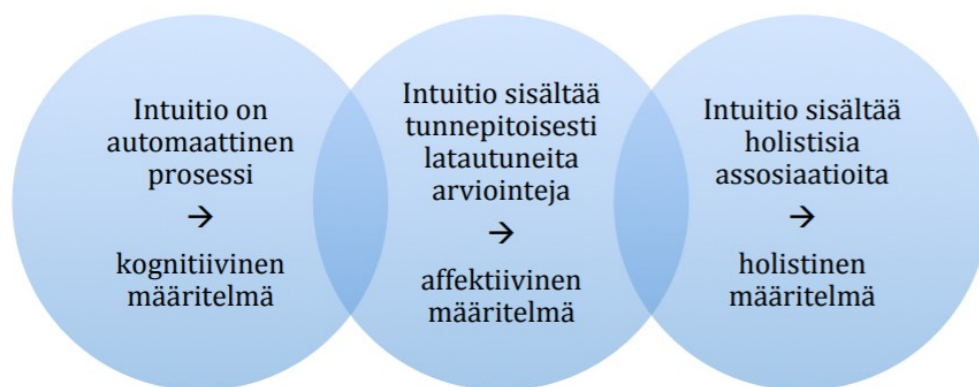 Intuitio on
automaattinen
prosessi
→
kognitiivinen
määritelmä
Intuitio sisältää
tunnepitoisesti
latautuneita
arviointeja
→
affektiivinen
määritelmä
Intuitio sisältää
holistisia
assosiaatioita
→
holistinen
määritelmä